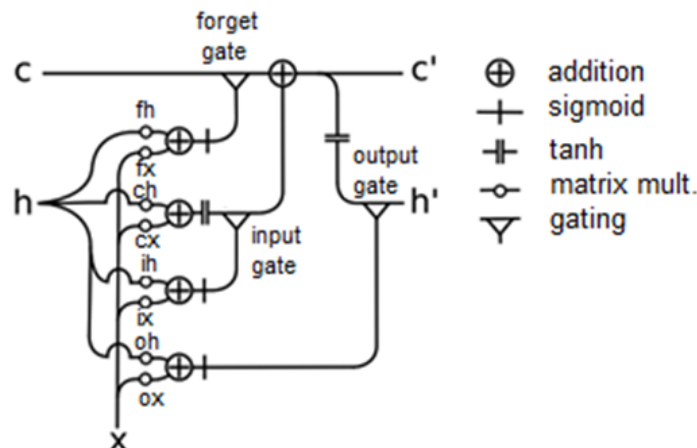 forget
gate
c
c'
addition
sigmoid
tanh
matrix mult.
gating
fh
fx
h
ch
cx
output
gate
h'
input
gate
ih
ix
oh
ox
x